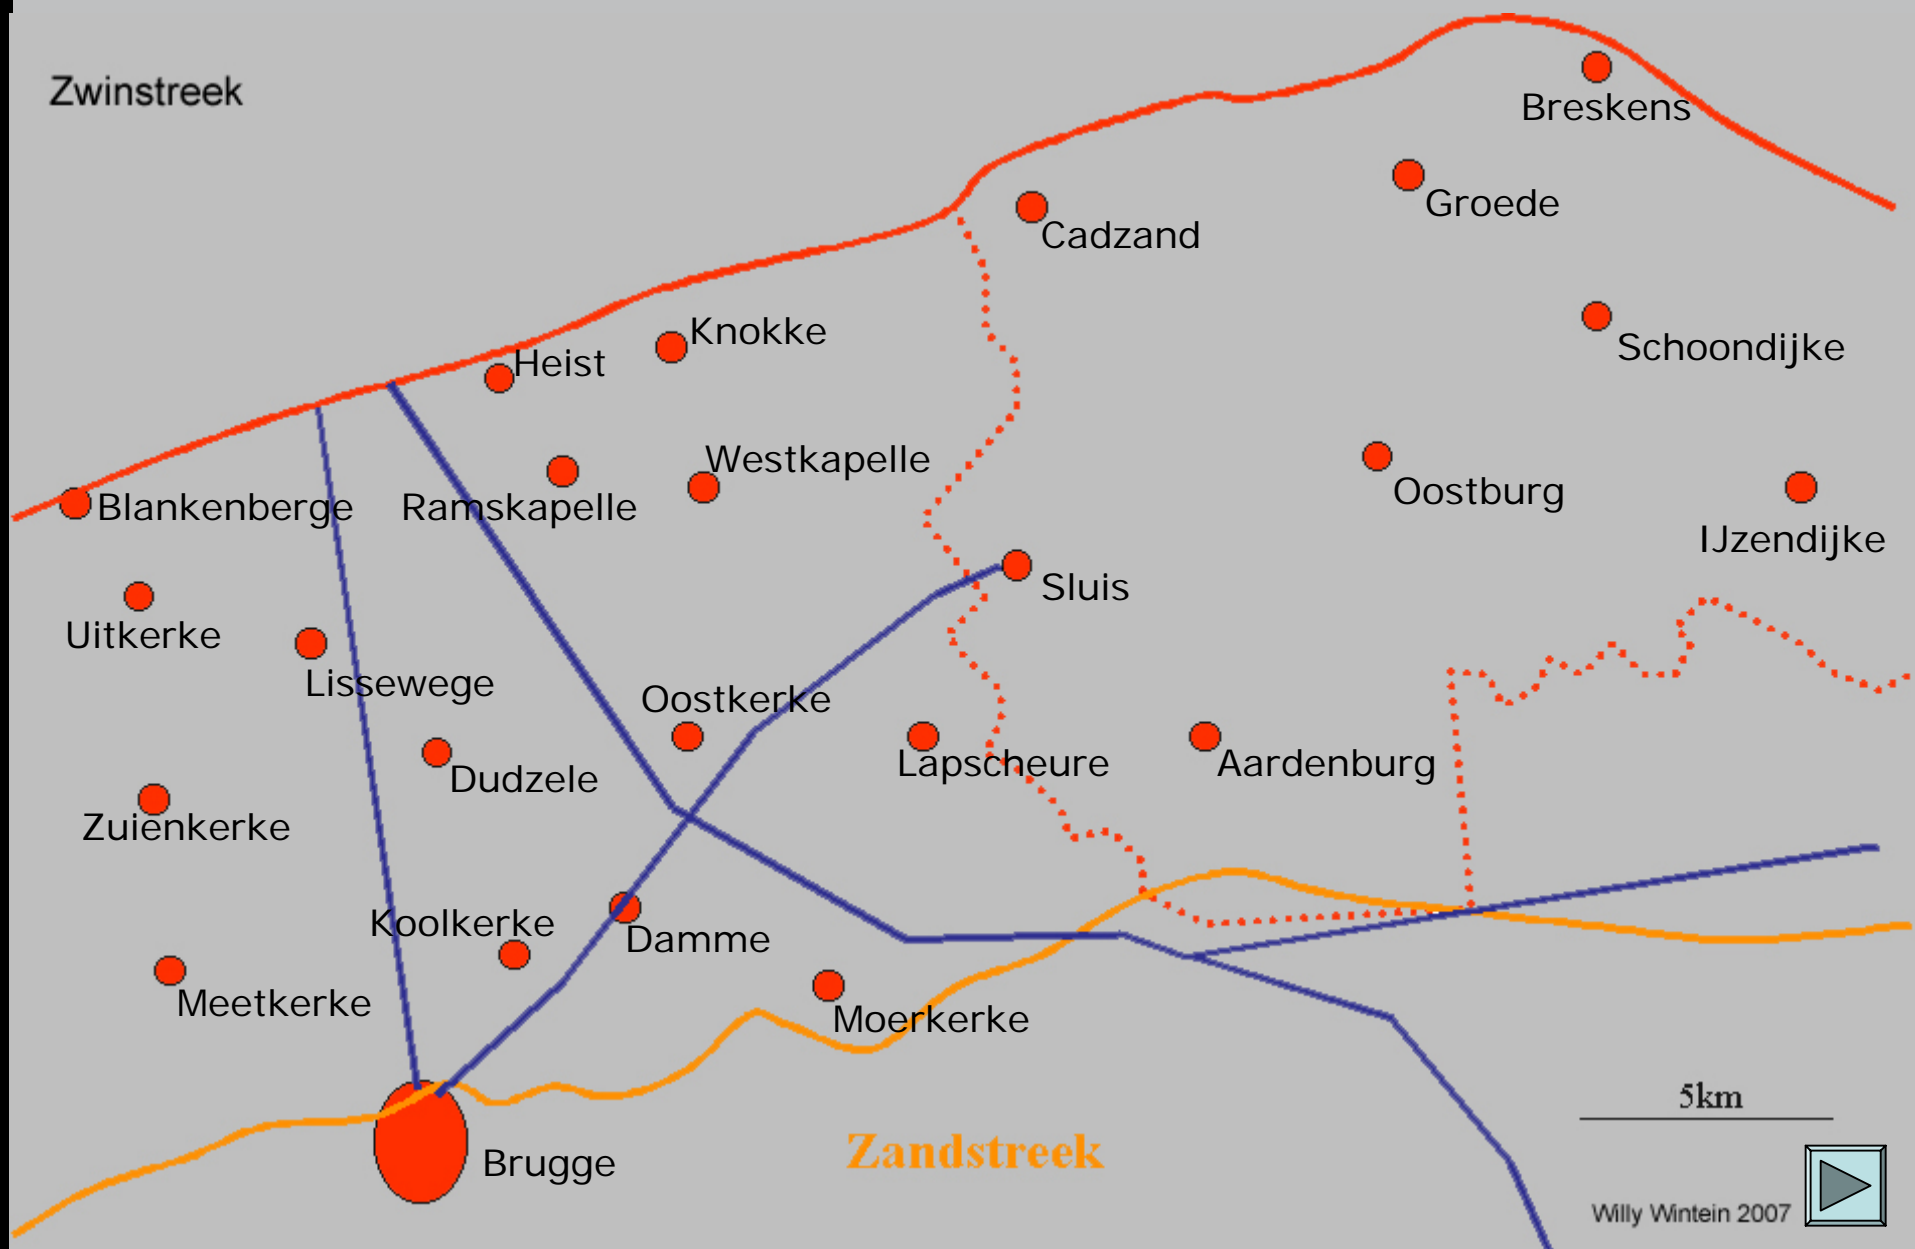 Zwinstreek
Breskens
Groede
Cadzand
Knokke
Schoondijke
Heist
Westkapelle
Oostburg
Blankenberge
Ramskapelle
IJzendijke
Sluis
Uitkerke
Lissewege
Oostkerke
Lapscheure
Aardenburg
Dudzele
Zuienkerke
Koolkerke
Damme
Meetkerke
Moerkerke
5km
Zandstreek
Brugge
Willy Wintein 2007